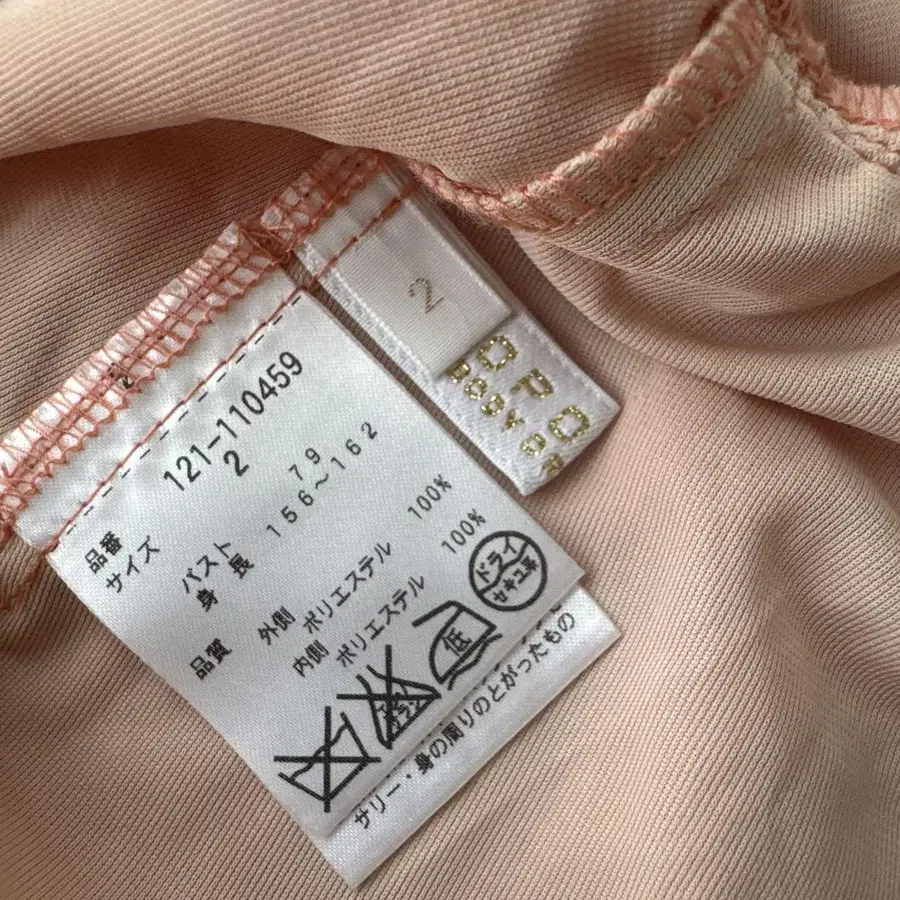 2
OPO
品番 121-110459
サイズ 2
バスト 79
身長 156～162
品質 外側 ポリエステル 100%
内側 ポリエステル 100%
低
ドライ
セキユ系
サリー・身の周りのとがったもの